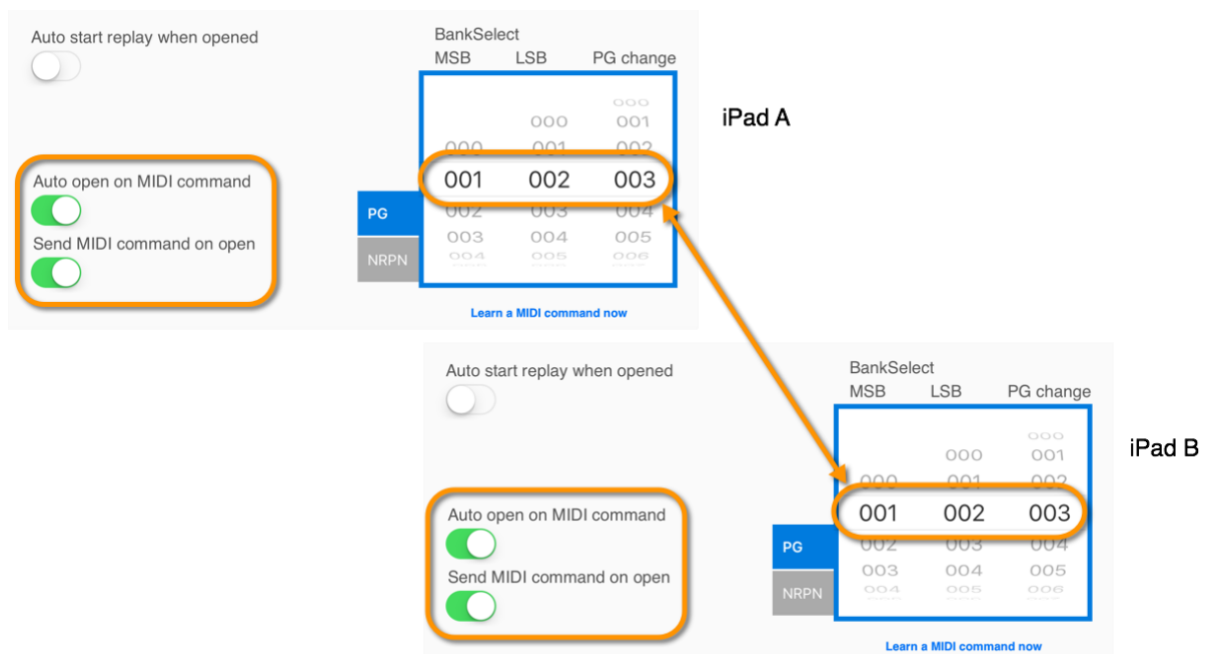 Auto start replay when opened
BankSelect
MSB LSB PG change
000
000 001
000 001 002
iPad A
Auto open on MIDI command
001 002 003
PG
002 003 004
Send MIDI command on open
003 004 005
NRPN
004 005 006
Learn a MIDI command now
Auto start replay when opened
BankSelect
MSB LSB PG change
000
000 001
iPad B
000 001 002
Auto open on MIDI command
001 002 003
PG
002 003 004
Send MIDI command on open
003 004 005
NRPN
004 005 006
Learn a MIDI command now